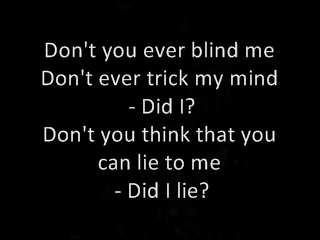 Don't you ever blind me
Don't ever trick my mind
- Did I?
Don't you think that you
can lie to me
- Did I lie?